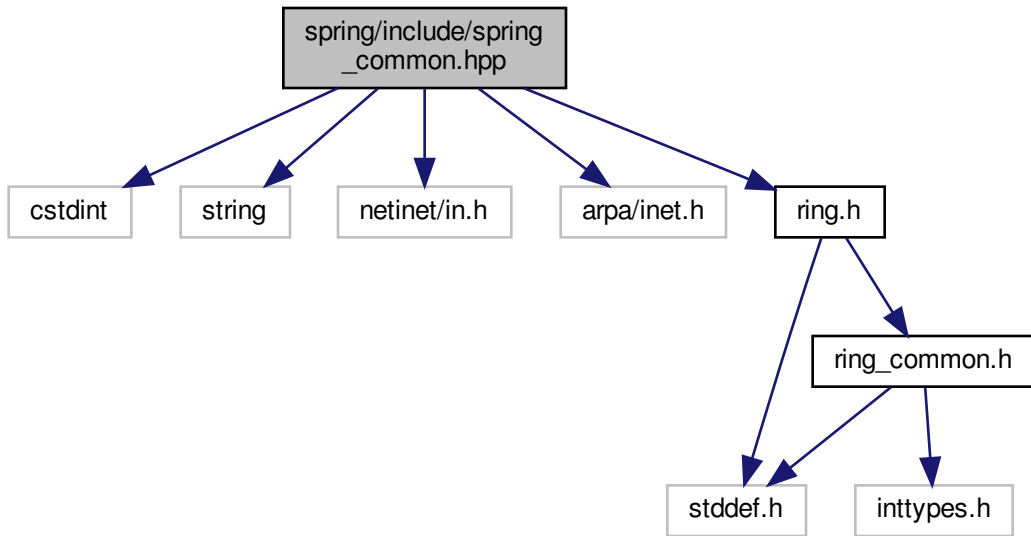 spring/include/spring
_common.hpp
cstdint
string
netinet/in.h
arpa/inet.h
ring.h
ring_common.h
stddef.h
inttypes.h